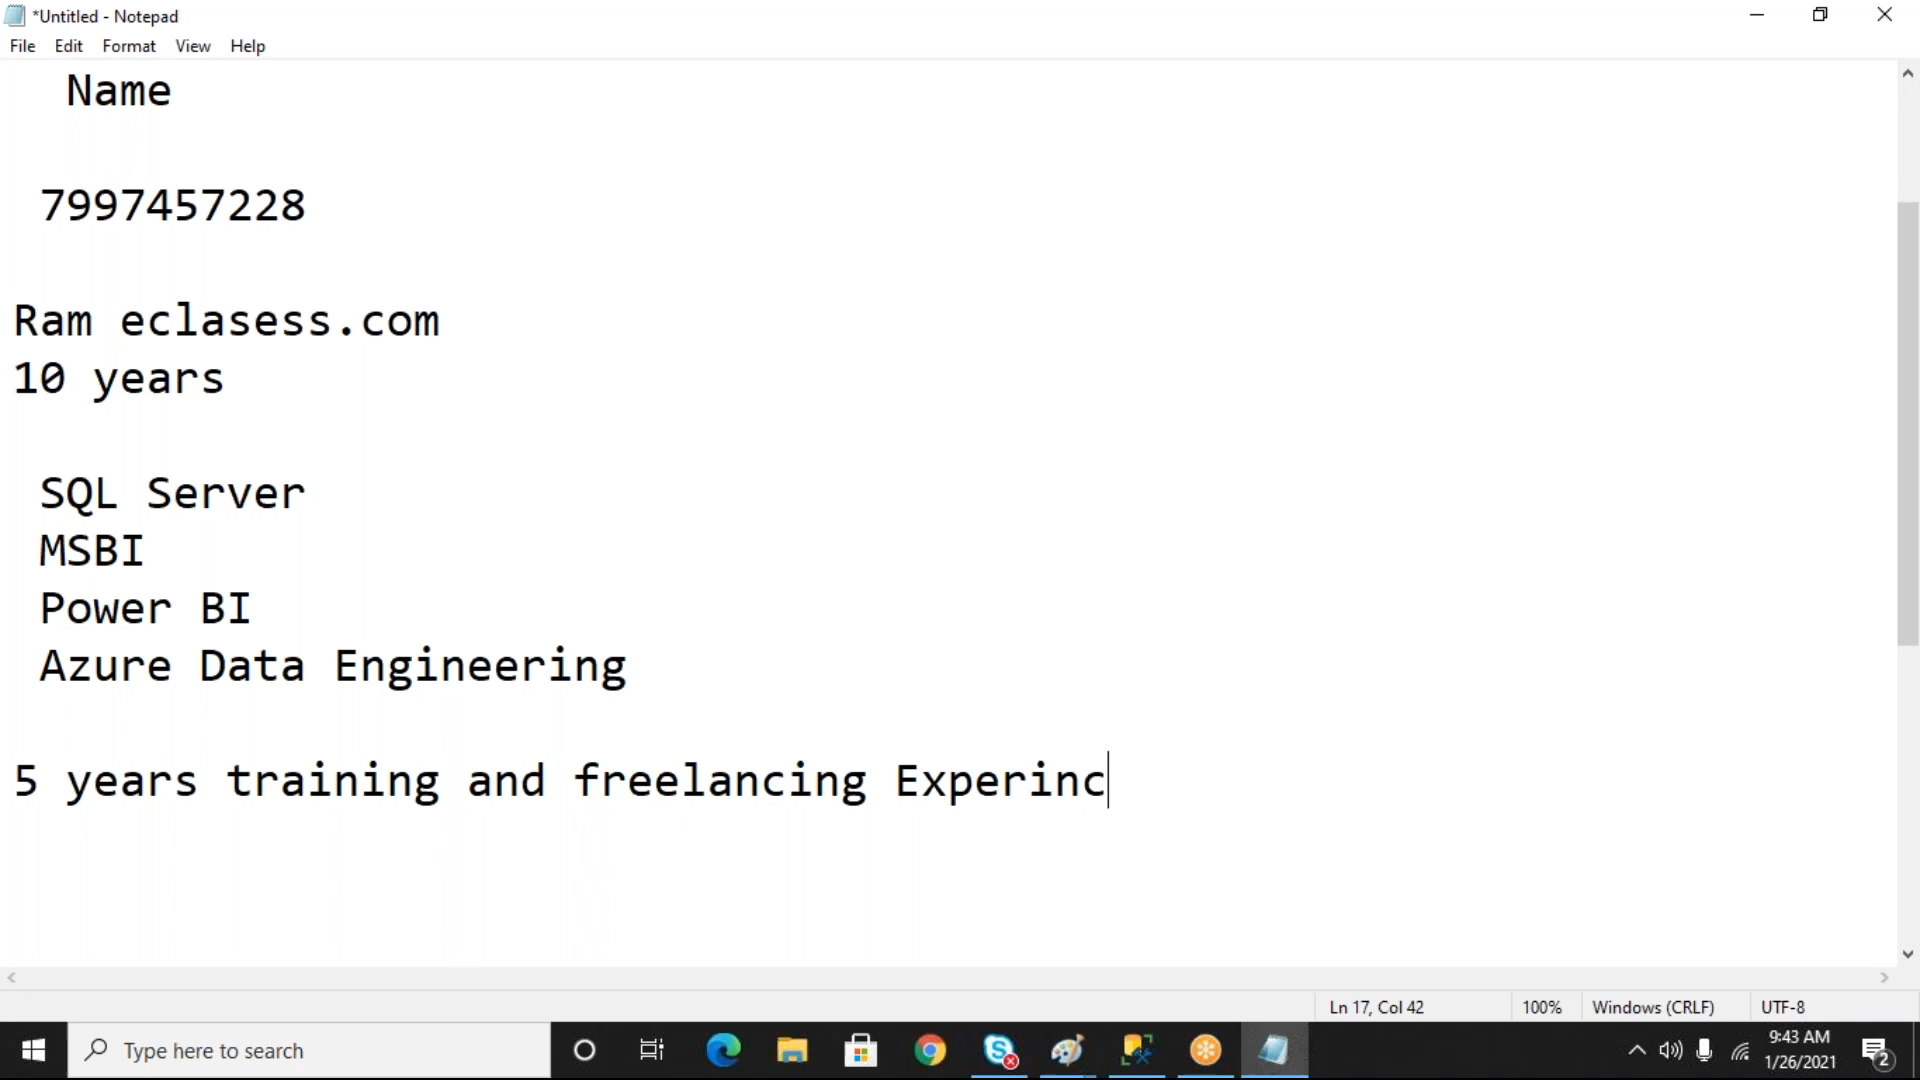 *Untitled - Notepad
File Edit Format View Help
Name
7997457228
Ram eclasess.com
10 years
SQL Server
MSBI
Power BI
Azure Data Engineering
5 years training and freelancing Experinc
Ln 17, Col 42 100% Windows (CRLF) UTF-8
Type here to search
9:43 AM
1/26/2021
2